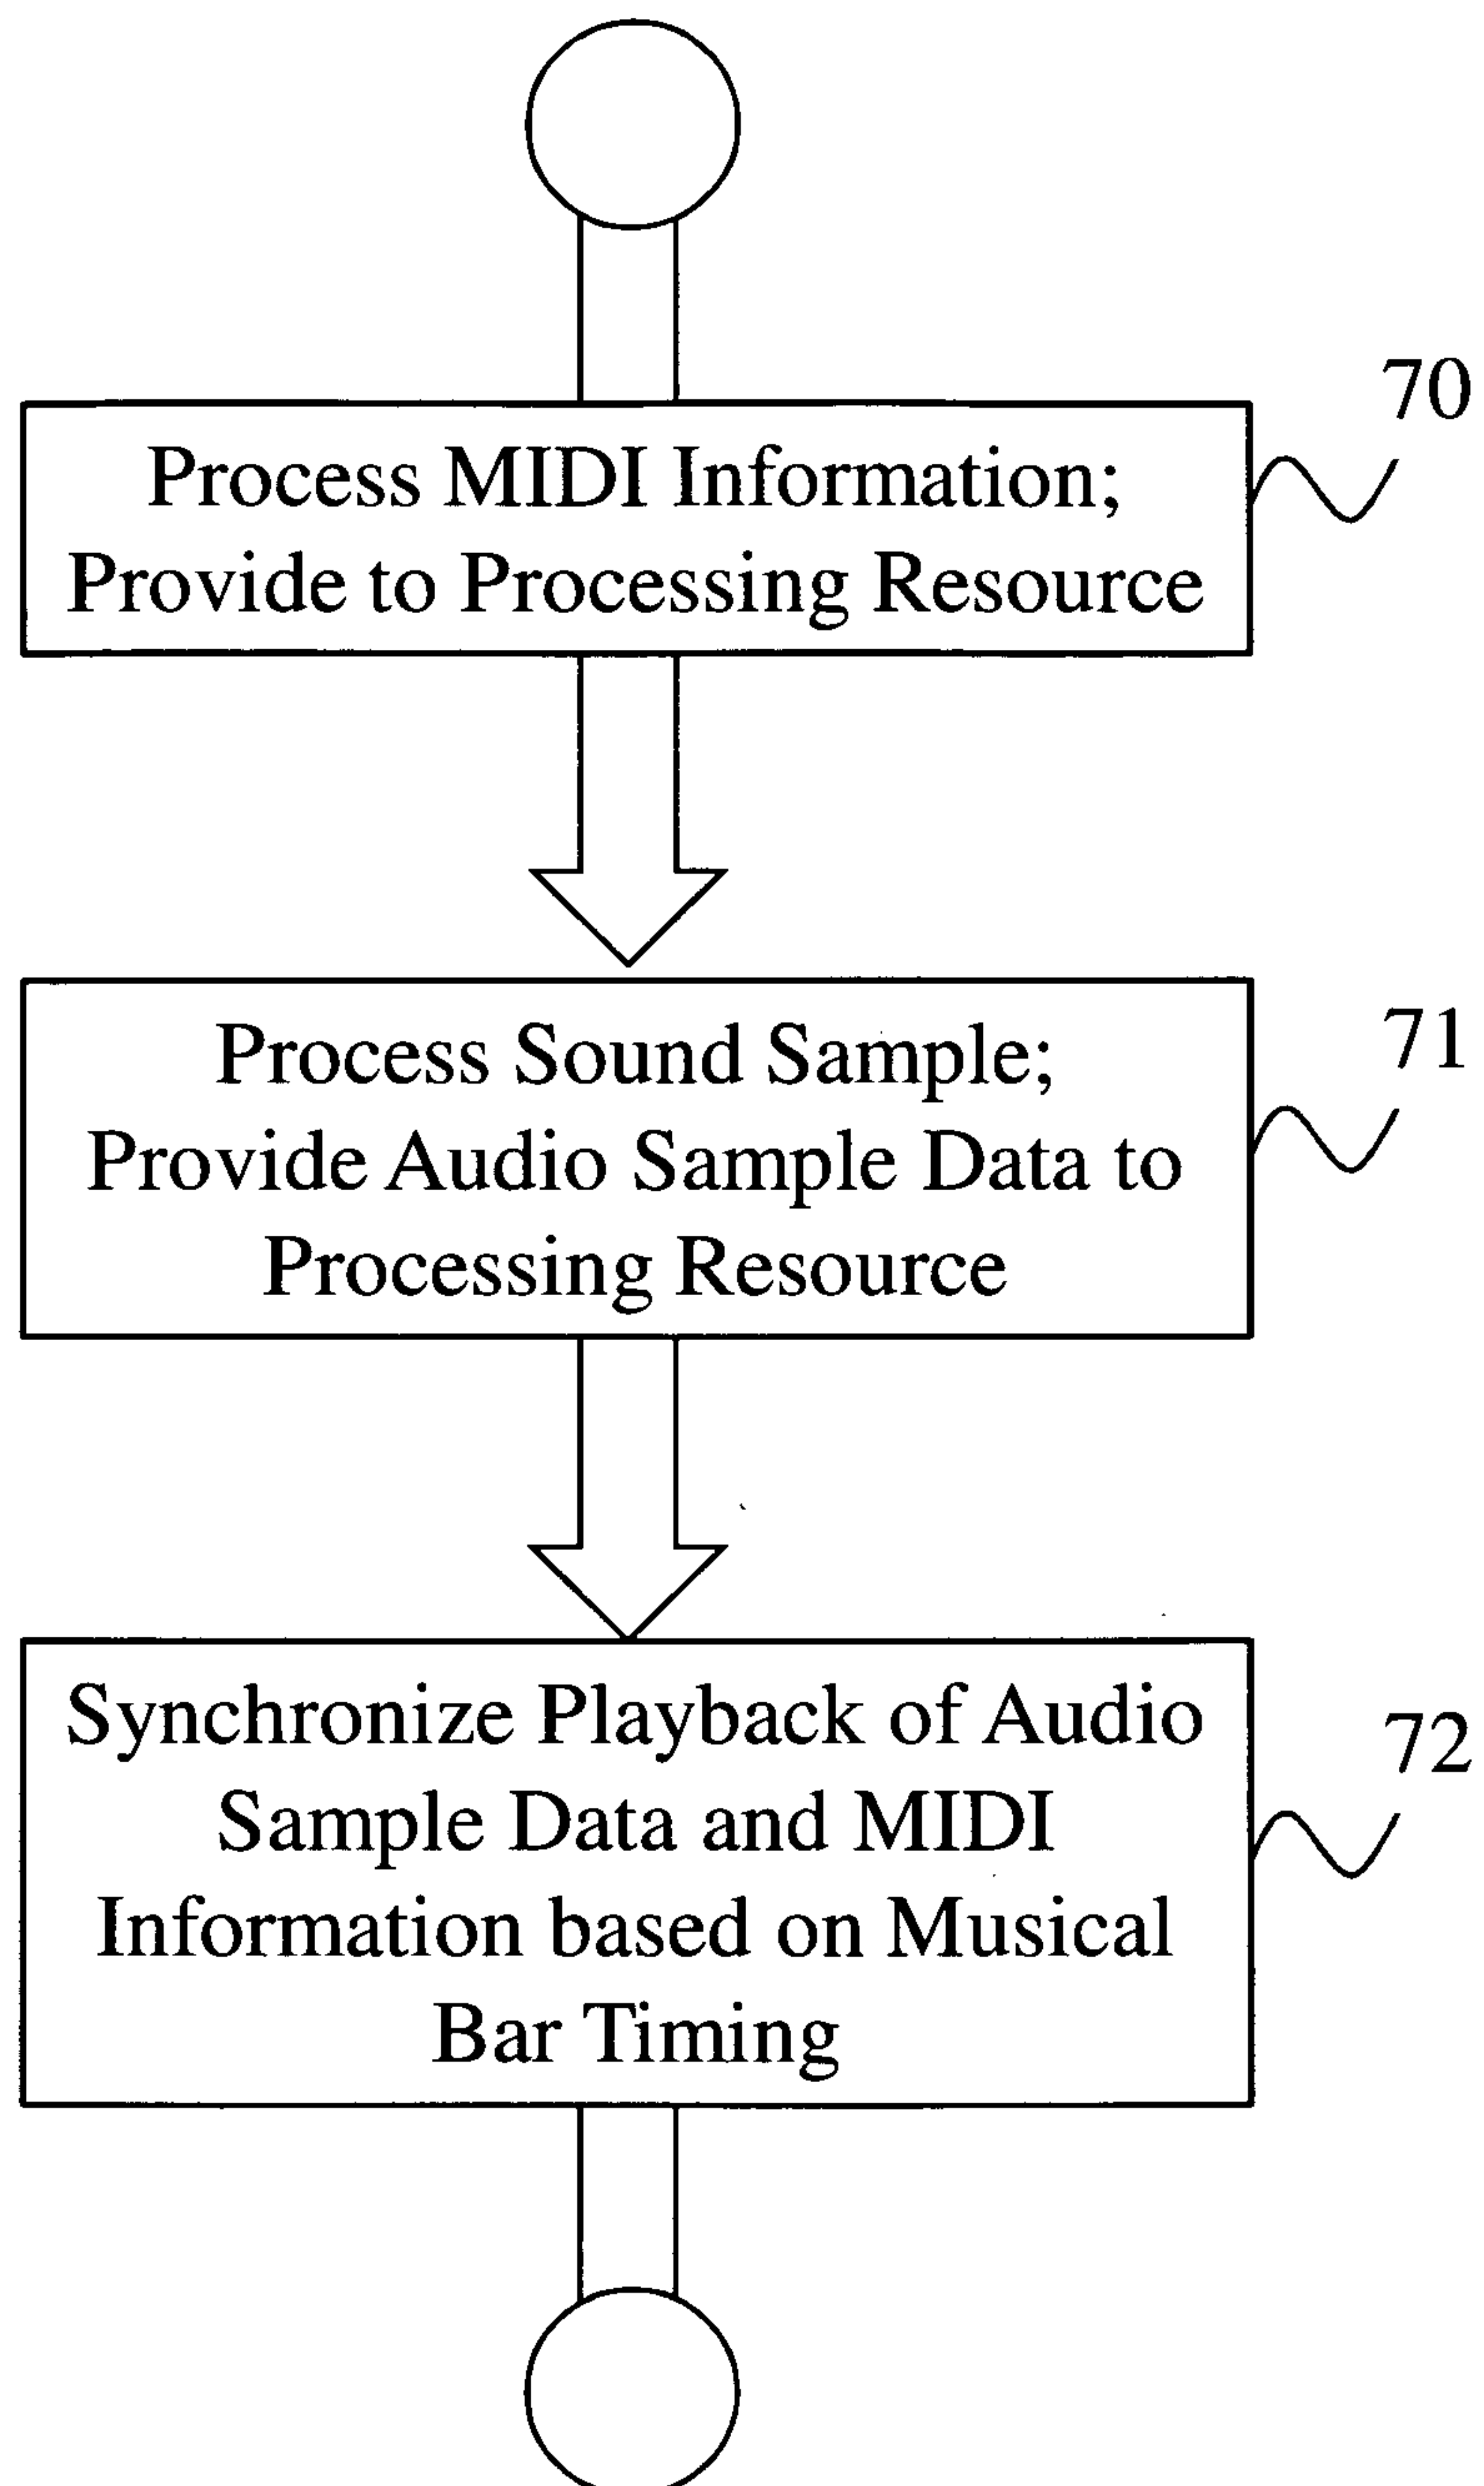 70
Process MIDI Information;
Provide to Processing Resource
71
Process Sound Sample;
Provide Audio Sample Data to
Processing Resource
72
Synchronize Playback of Audio
Sample Data and MIDI
Information based on Musical
Bar Timing